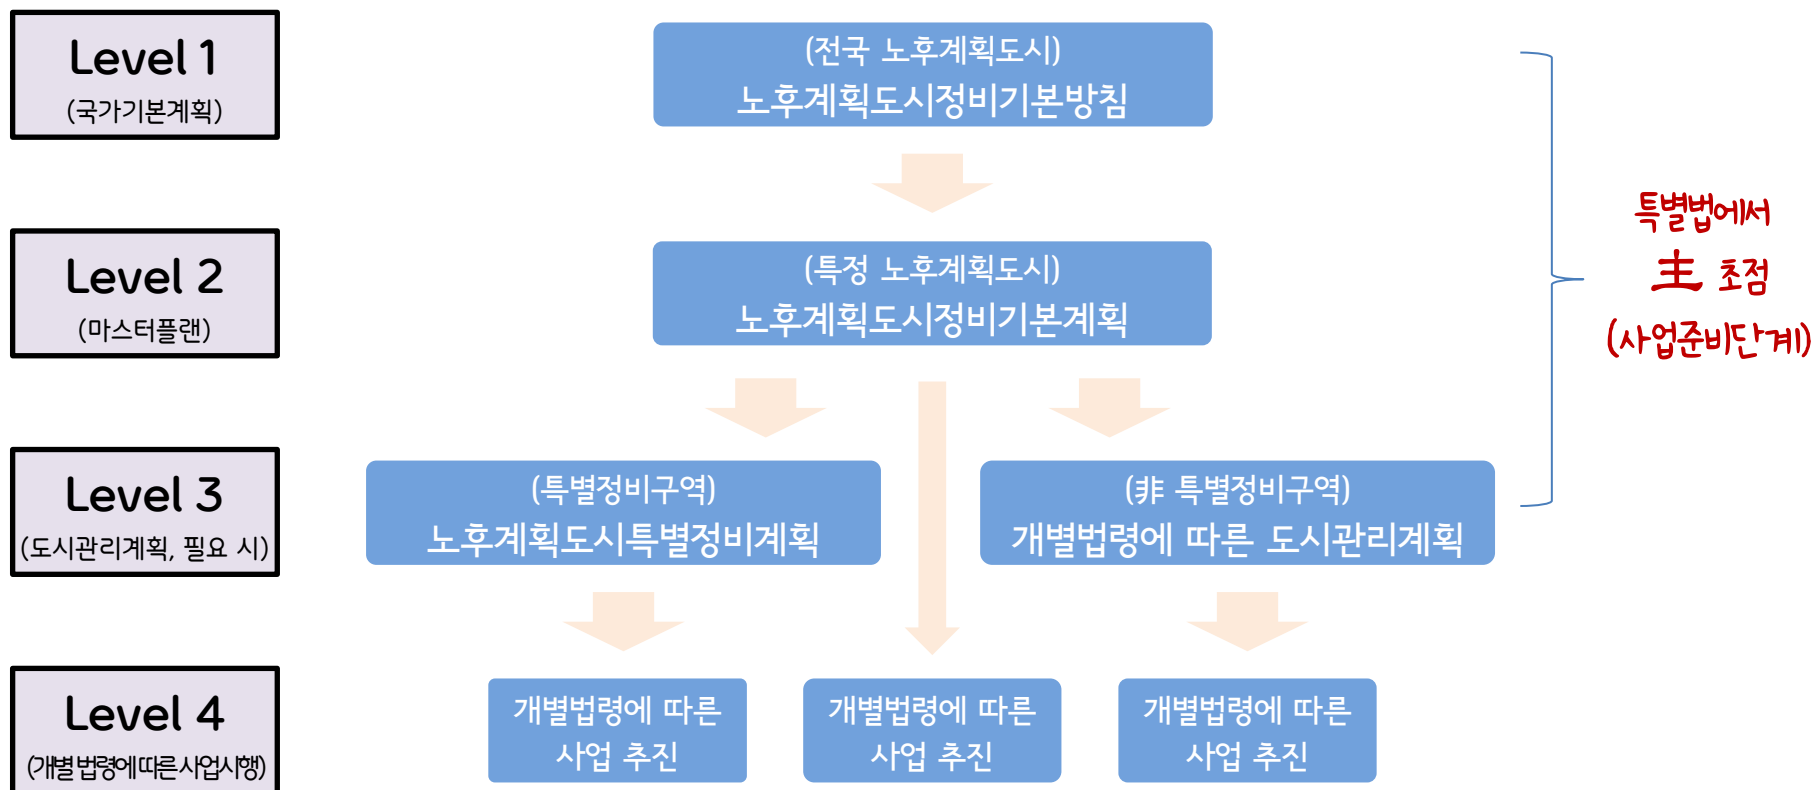 Level 1
(국가기본계획)
(전국 노후계획도시)
노후계획도시정비기본방침
Level 2
(마스터플랜)
(특정 노후계획도시)
노후계획도시정비기본계획
특별법에서
主 초점
(사업준비단계)
Level 3
(도시관리계획, 필요 시)
(특별정비구역)
노후계획도시특별정비계획
(非 특별정비구역)
개별법령에 따른 도시관리계획
Level 4
(개별 법령에 따른 사업시행)
개별법령에 따른
사업 추진
개별법령에 따른
사업 추진
개별법령에 따른
사업 추진